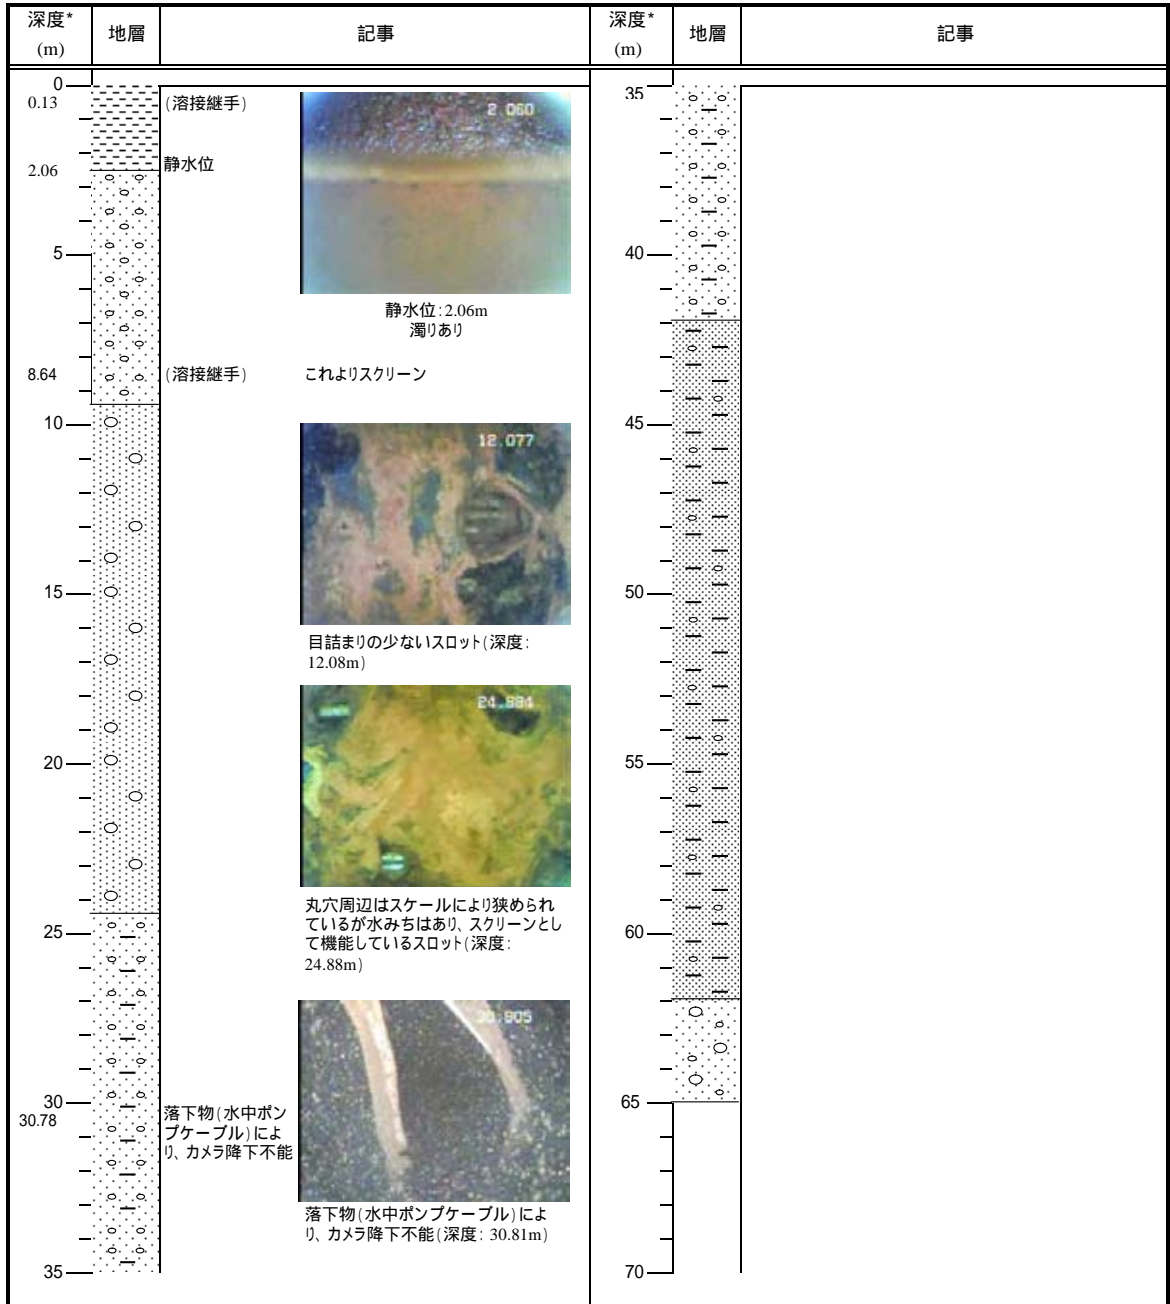 深度* 地層 記事
(m)
深度* 地層 記事
(m)
0
0.13 (溶接継手)
2.060
2.06 静水位
5
静水位:2.06m
濁りあり
8.64 (溶接継手) これよりスクリーン
10
12.077
15
目詰まりの少ないスロット(深度:
12.08m)
24.884
20
丸穴周辺はスケールにより狭められ
ているが水みちはあり、スクリーンとし
て機能しているスロット(深度:
24.88m)
25
30.805
30
30.78 落下物(水中ポン
プケーブル)によ
り、カメラ降下不能
落下物(水中ポンプケーブル)によ
り、カメラ降下不能(深度: 30.81m)
35
35
40
45
50
55
60
65
70